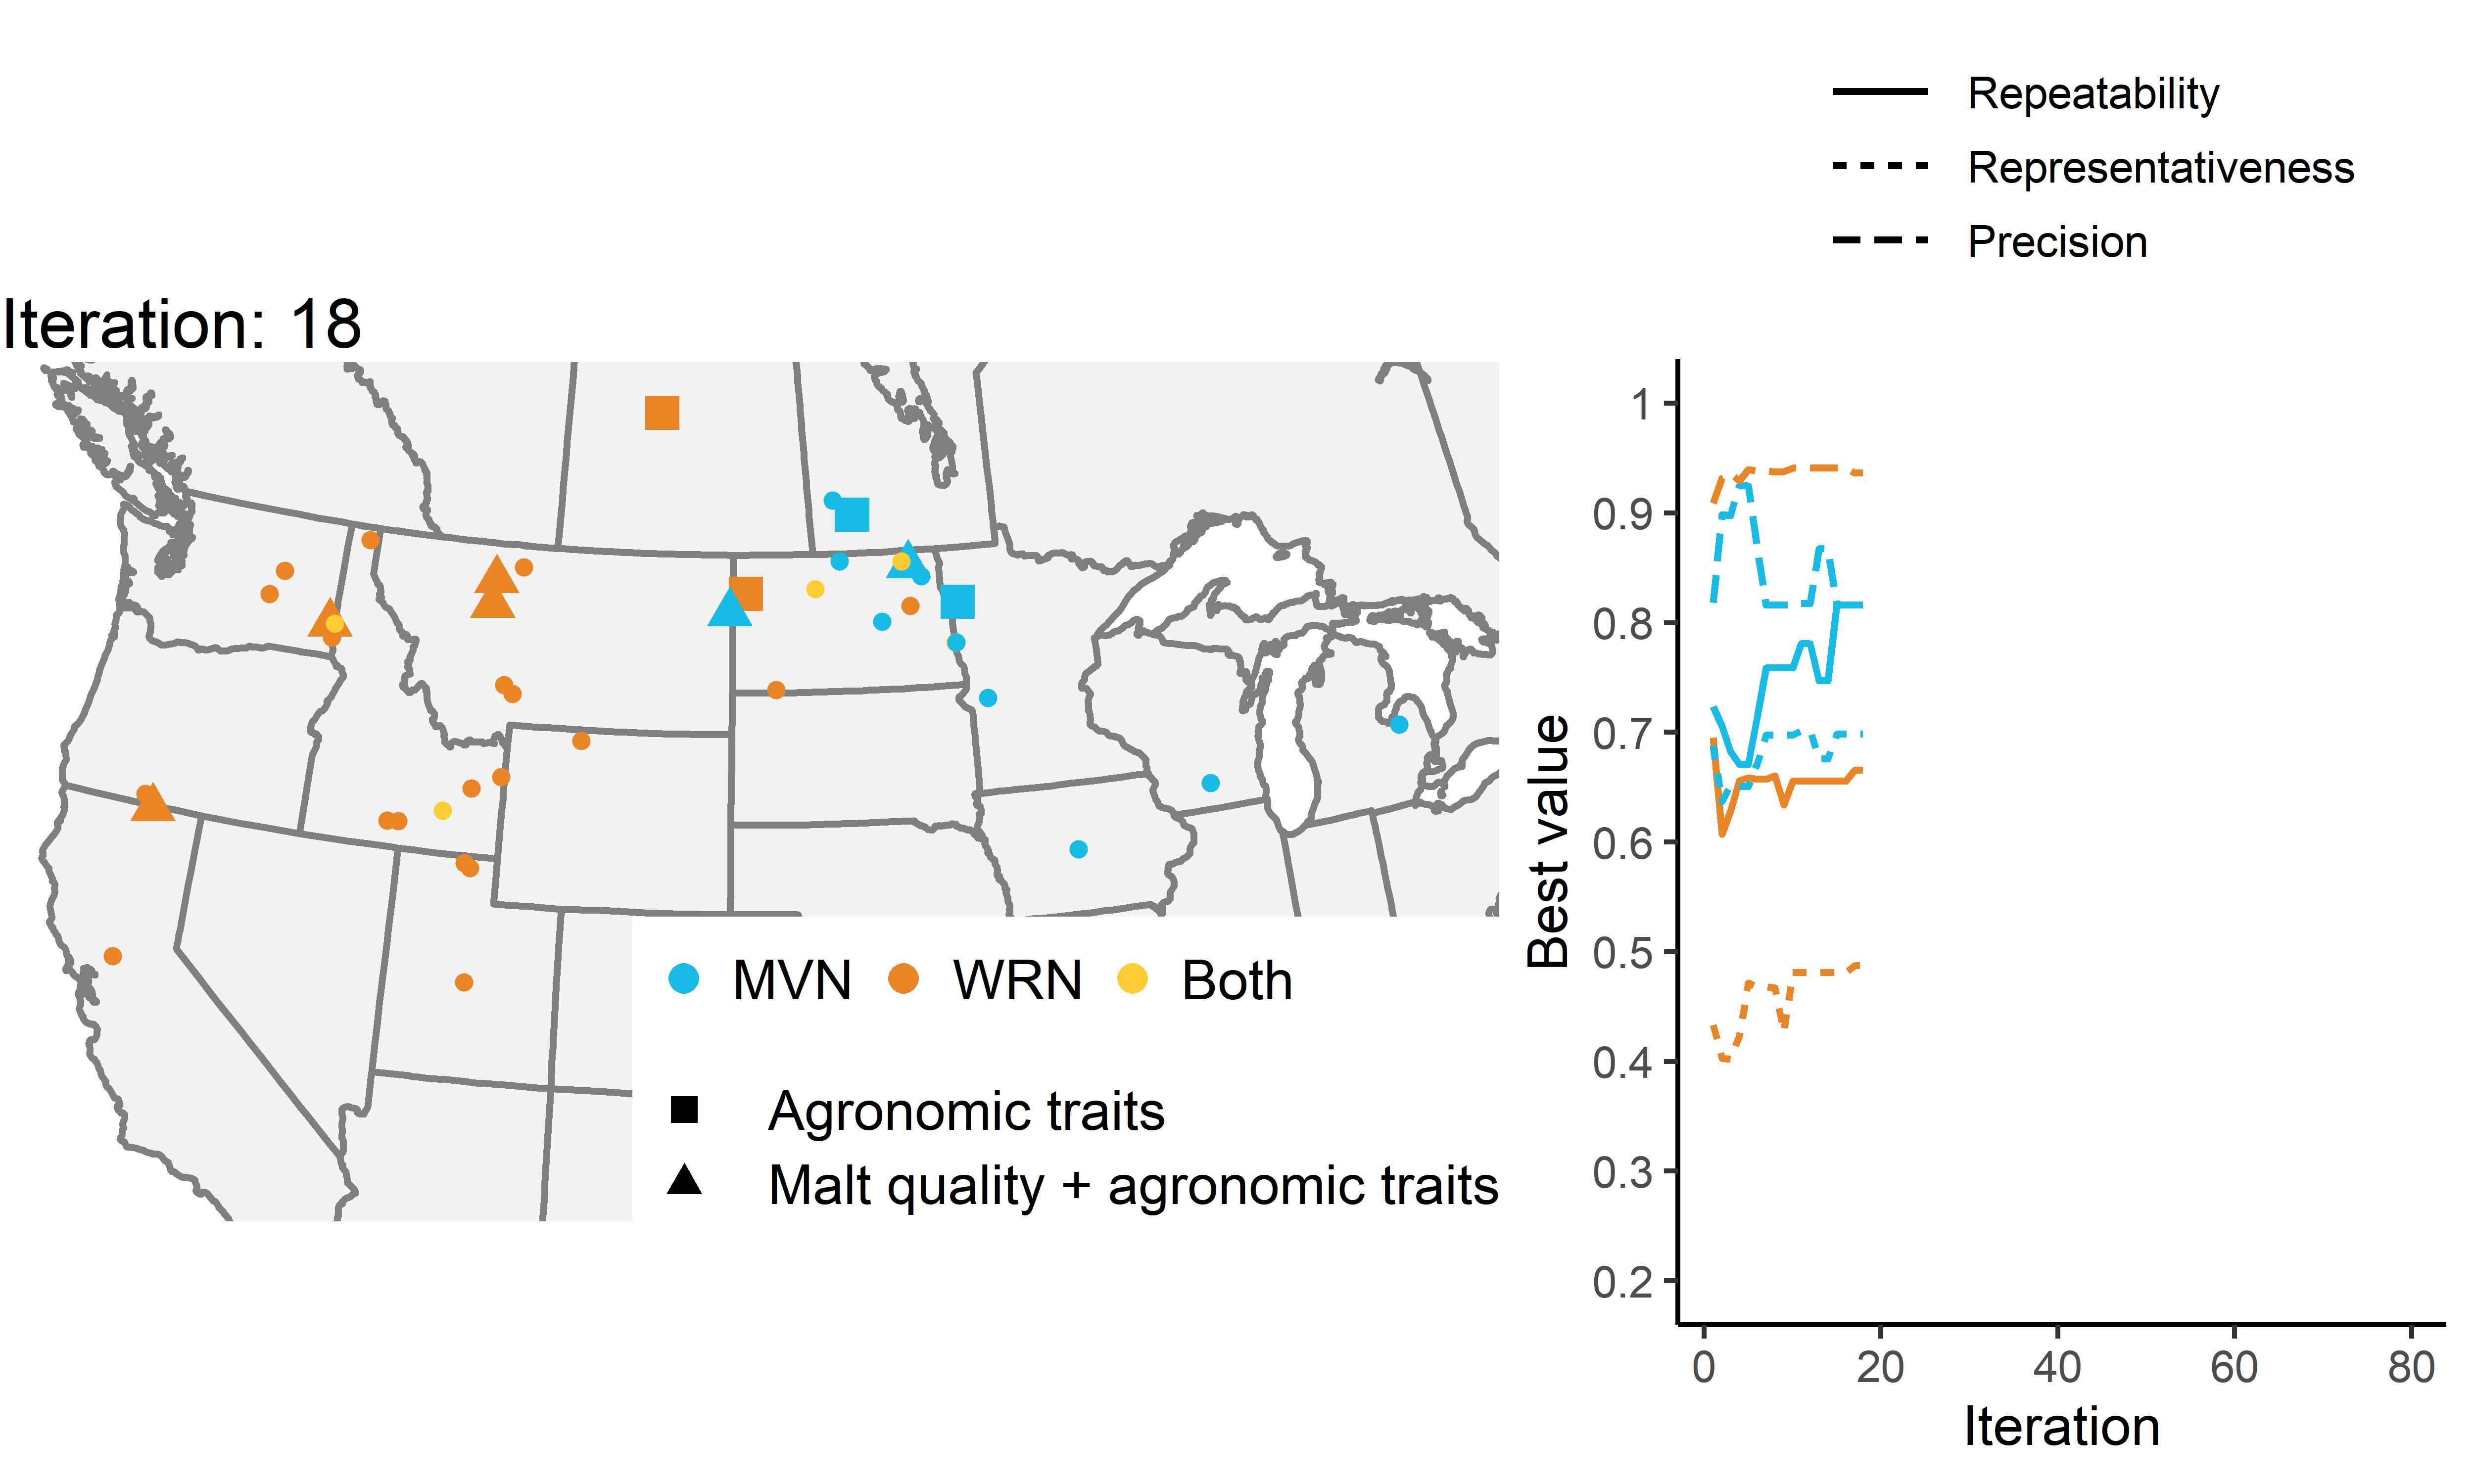 Repeatability
Representativeness
Precision
Iteration: 18
MVN WRN Both
Agronomic traits
Malt quality + agronomic traits
Best value
1
0.9
0.8
0.7
0.6
0.5
0.4
0.3
0.2
0 20 40 60 80
Iteration